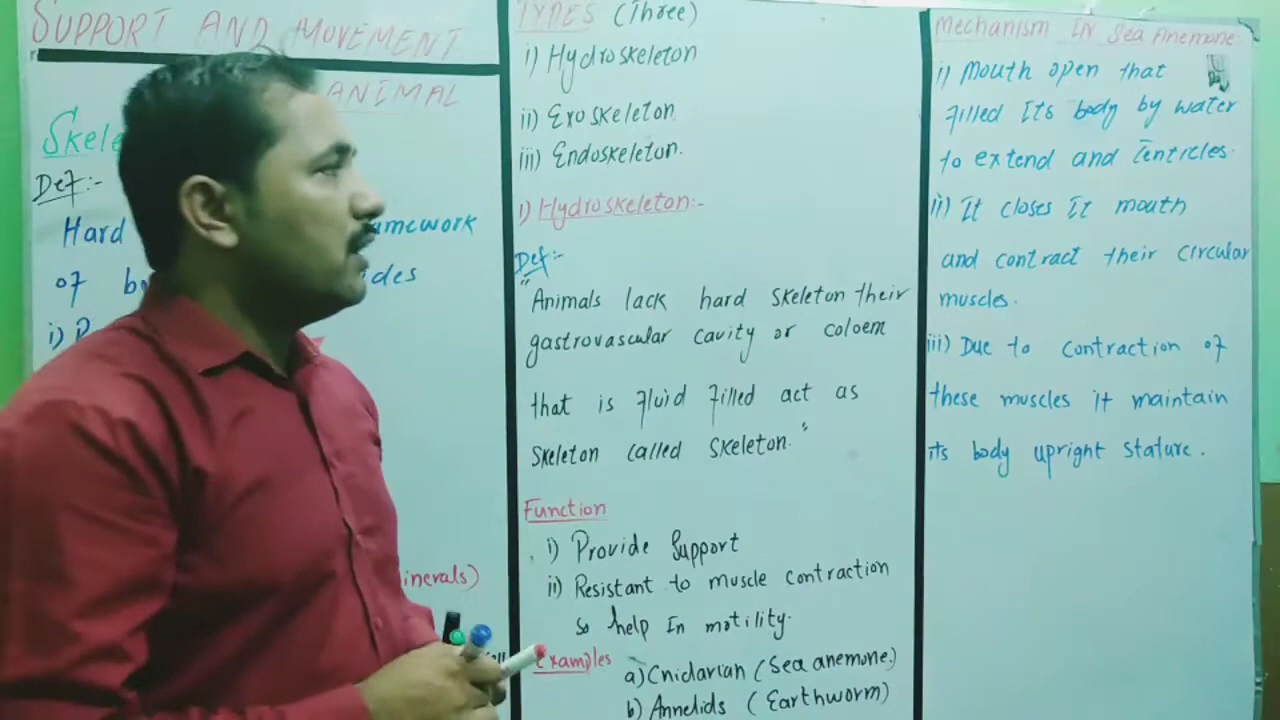 SUPPORT AND MOVEMENT
ANIMAL
Skele
Def:-
Hard amework
of bo ides
i) P
inerals)
TYPES (Three)
i) Hydroskeleton
ii) Exoskeleton.
iii) Endoskeleton.
i) Hydroskeleton:-
Def:-
"Animals lack hard skeleton their
gastrovascular cavity or coloem
that is fluid filled act as
skeleton called skeleton."
Function
i) Provide Support
ii) Resistant to muscle contraction
so help In motility.
Examples a) Cnidarian (Sea anemone)
b) Annelids ( Earthworm)
Mechanism IN Sea Anemone
i) Mouth open that
filled Its body by water
to extend and Tenticles.
ii) It closes It mouth
and contract their circular
muscles.
iii) Due to contraction of
these muscles it maintain
its body upright stature.